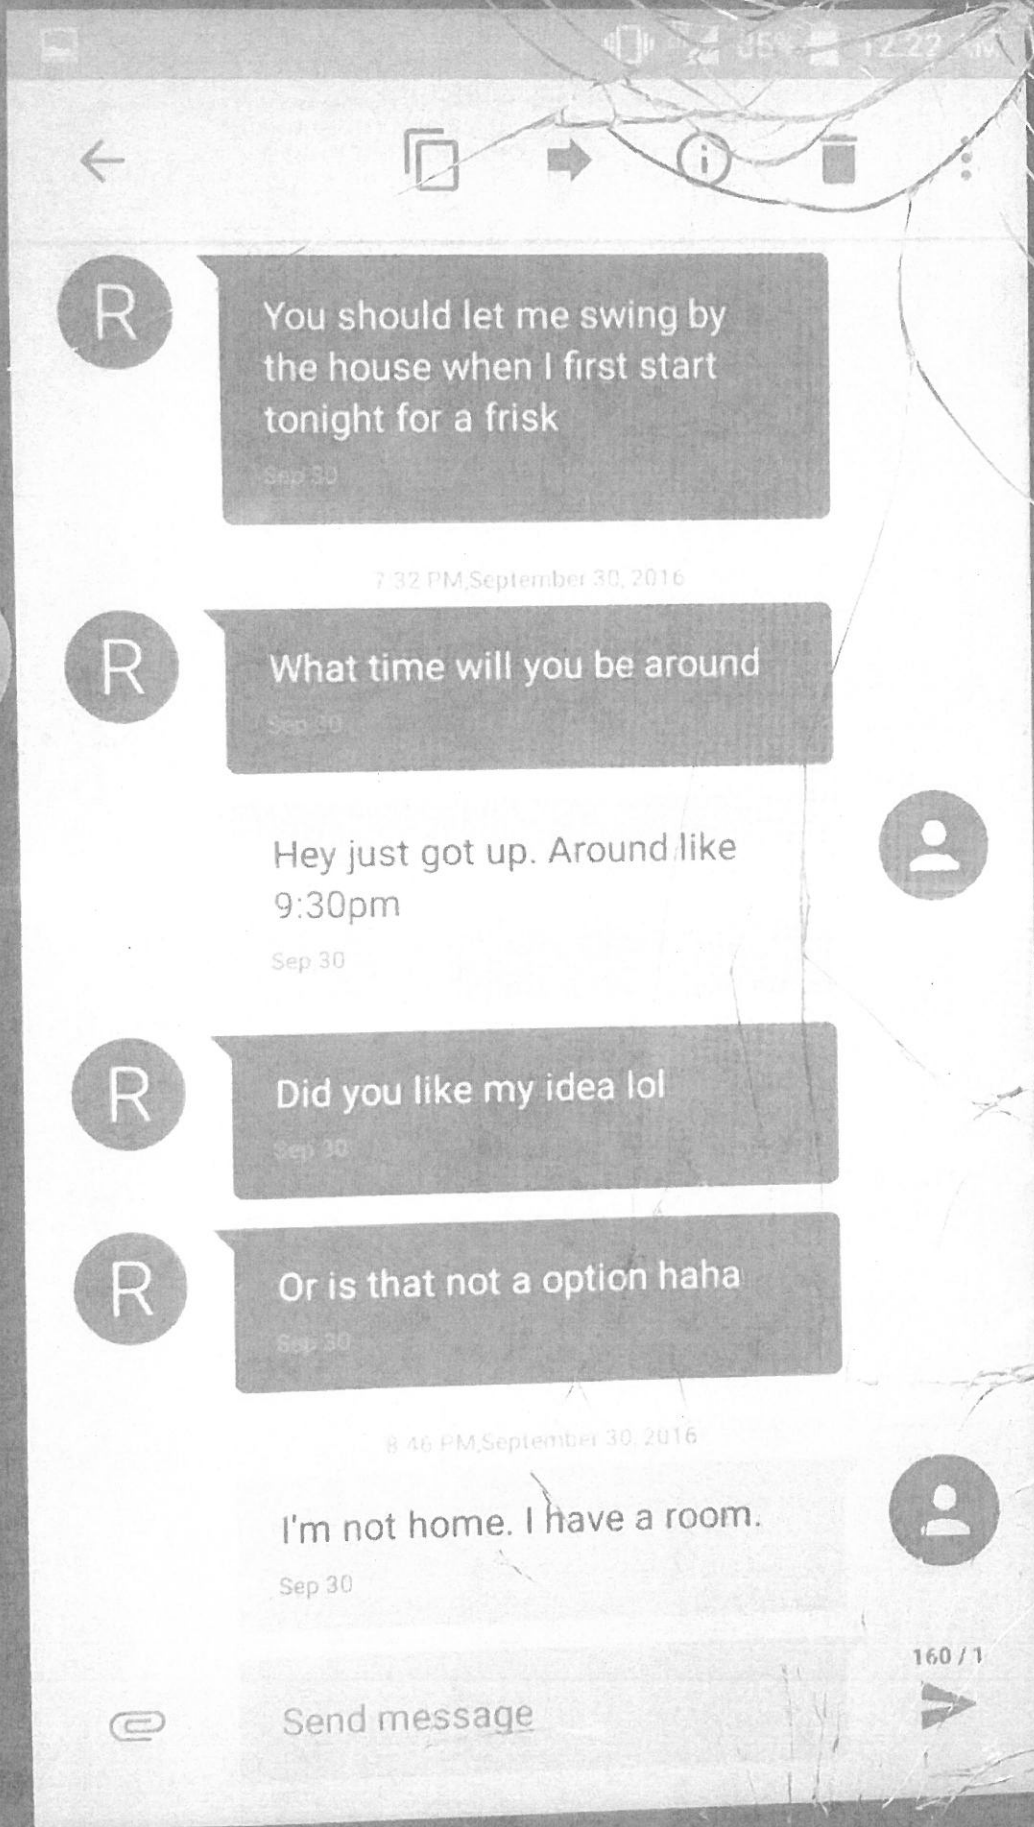 12:22 AM
R
You should let me swing by
the house when I first start
tonight for a frisk
Sep 30
7:32 PM,September 30, 2016
R
What time will you be around
Sep 30
Hey just got up. Around like
9:30pm
Sep 30
R
Did you like my idea lol
Sep 30
R
Or is that not a option haha
Sep 30
8:46 PM,September 30, 2016
I'm not home. I have a room.
Sep 30
160 / 1
Send message